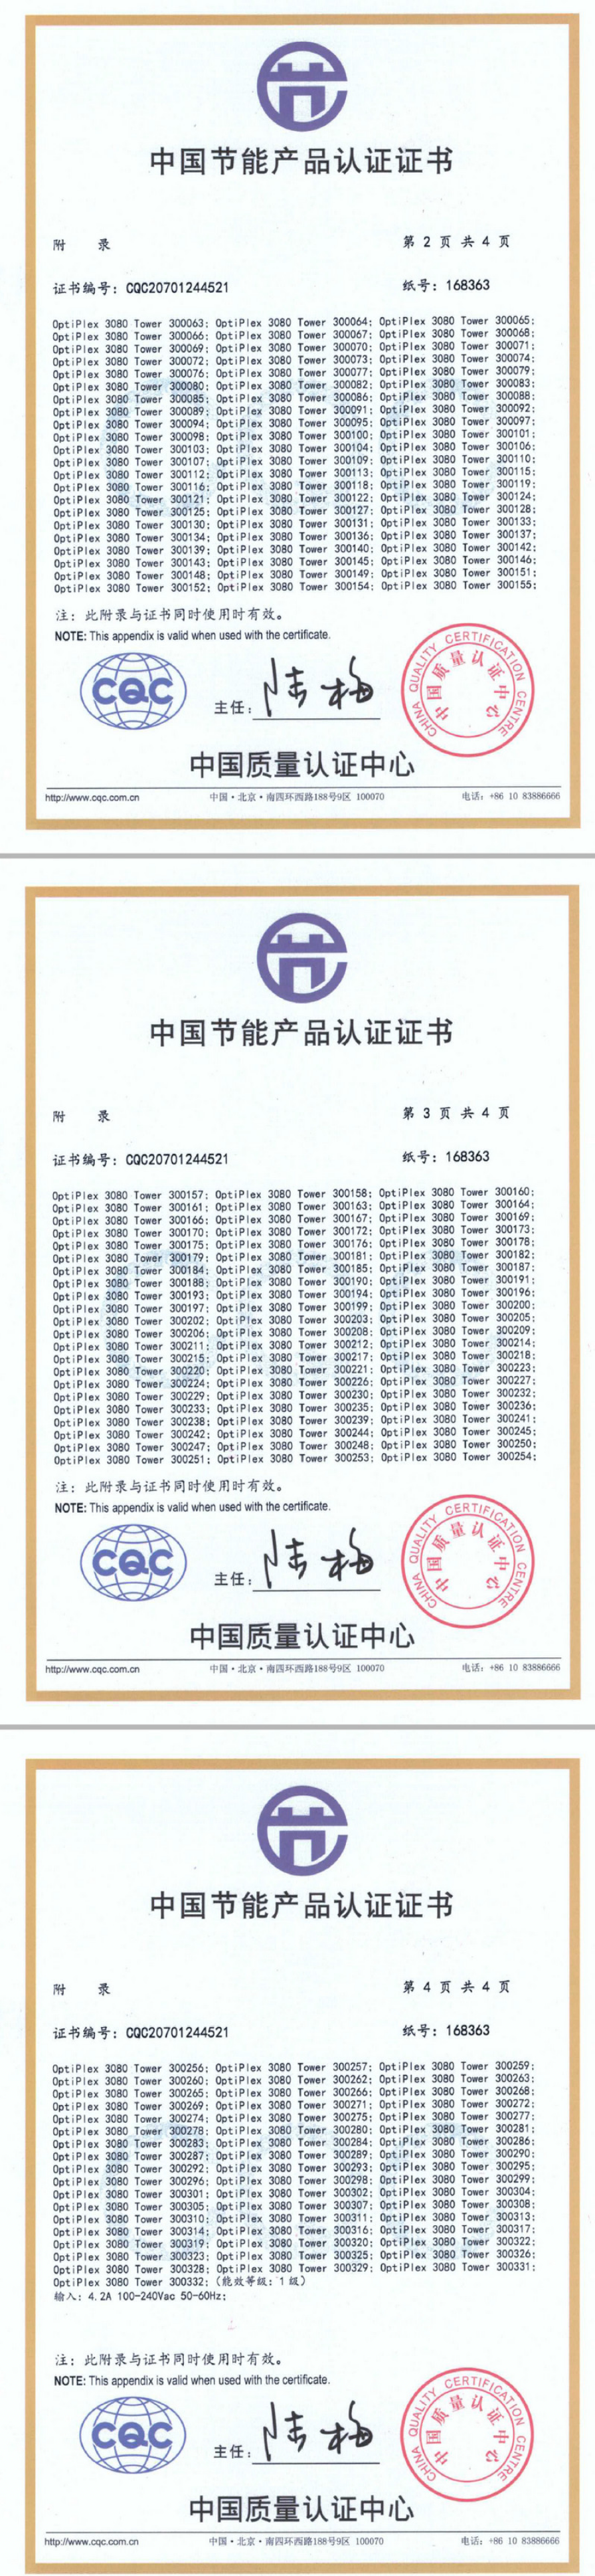 中国节能产品认证证书
附 录
第 2 页 共 4 页
证书编号: CQC20701244521
纸号: 168363
OptiPlex 3080 Tower 300063; OptiPlex 3080 Tower 300064; OptiPlex 3080 Tower 300065;
OptiPlex 3080 Tower 300066; OptiPlex 3080 Tower 300067; OptiPlex 3080 Tower 300068;
OptiPlex 3080 Tower 300069; OptiPlex 3080 Tower 300070; OptiPlex 3080 Tower 300071;
OptiPlex 3080 Tower 300072; OptiPlex 3080 Tower 300073; OptiPlex 3080 Tower 300074;
OptiPlex 3080 Tower 300076; OptiPlex 3080 Tower 300077; OptiPlex 3080 Tower 300079;
OptiPlex 3080 Tower 300080; OptiPlex 3080 Tower 300082; OptiPlex 3080 Tower 300083;
OptiPlex 3080 Tower 300085; OptiPlex 3080 Tower 300086; OptiPlex 3080 Tower 300088;
OptiPlex 3080 Tower 300089; OptiPlex 3080 Tower 300091; OptiPlex 3080 Tower 300092;
OptiPlex 3080 Tower 300094; OptiPlex 3080 Tower 300095; OptiPlex 3080 Tower 300097;
OptiPlex 3080 Tower 300098; OptiPlex 3080 Tower 300100; OptiPlex 3080 Tower 300101;
OptiPlex 3080 Tower 300103; OptiPlex 3080 Tower 300104; OptiPlex 3080 Tower 300106;
OptiPlex 3080 Tower 300107; OptiPlex 3080 Tower 300109; OptiPlex 3080 Tower 300110;
OptiPlex 3080 Tower 300112; OptiPlex 3080 Tower 300113; OptiPlex 3080 Tower 300115;
OptiPlex 3080 Tower 300116; OptiPlex 3080 Tower 300118; OptiPlex 3080 Tower 300119;
OptiPlex 3080 Tower 300121; OptiPlex 3080 Tower 300122; OptiPlex 3080 Tower 300124;
OptiPlex 3080 Tower 300125; OptiPlex 3080 Tower 300127; OptiPlex 3080 Tower 300128;
OptiPlex 3080 Tower 300130; OptiPlex 3080 Tower 300131; OptiPlex 3080 Tower 300133;
OptiPlex 3080 Tower 300134; OptiPlex 3080 Tower 300136; OptiPlex 3080 Tower 300137;
OptiPlex 3080 Tower 300139; OptiPlex 3080 Tower 300140; OptiPlex 3080 Tower 300142;
OptiPlex 3080 Tower 300143; OptiPlex 3080 Tower 300145; OptiPlex 3080 Tower 300146;
OptiPlex 3080 Tower 300148; OptiPlex 3080 Tower 300149; OptiPlex 3080 Tower 300151;
OptiPlex 3080 Tower 300152; OptiPlex 3080 Tower 300154; OptiPlex 3080 Tower 300155;
注: 此附录与证书同时使用时有效。
NOTE: This appendix is valid when used with the certificate.
CQC
主任: 陆梅
CHINA QUALITY CERTIFICATION CENTRE
中国质量认证中心
中国质量认证中心
http://www.cqc.com.cn
中国·北京·南四环西路188号9区 100070
电话: +86 10 83886666
中国节能产品认证证书
附 录
第 3 页 共 4 页
证书编号: CQC20701244521
纸号: 168363
OptiPlex 3080 Tower 300157; OptiPlex 3080 Tower 300158; OptiPlex 3080 Tower 300160;
OptiPlex 3080 Tower 300161; OptiPlex 3080 Tower 300163; OptiPlex 3080 Tower 300164;
OptiPlex 3080 Tower 300166; OptiPlex 3080 Tower 300167; OptiPlex 3080 Tower 300169;
OptiPlex 3080 Tower 300170; OptiPlex 3080 Tower 300172; OptiPlex 3080 Tower 300173;
OptiPlex 3080 Tower 300175; OptiPlex 3080 Tower 300176; OptiPlex 3080 Tower 300178;
OptiPlex 3080 Tower 300179; OptiPlex 3080 Tower 300181; OptiPlex 3080 Tower 300182;
OptiPlex 3080 Tower 300184; OptiPlex 3080 Tower 300185; OptiPlex 3080 Tower 300187;
OptiPlex 3080 Tower 300188; OptiPlex 3080 Tower 300190; OptiPlex 3080 Tower 300191;
OptiPlex 3080 Tower 300193; OptiPlex 3080 Tower 300194; OptiPlex 3080 Tower 300196;
OptiPlex 3080 Tower 300197; OptiPlex 3080 Tower 300199; OptiPlex 3080 Tower 300200;
OptiPlex 3080 Tower 300202; OptiPlex 3080 Tower 300203; OptiPlex 3080 Tower 300205;
OptiPlex 3080 Tower 300206; OptiPlex 3080 Tower 300208; OptiPlex 3080 Tower 300209;
OptiPlex 3080 Tower 300211; OptiPlex 3080 Tower 300212; OptiPlex 3080 Tower 300214;
OptiPlex 3080 Tower 300215; OptiPlex 3080 Tower 300217; OptiPlex 3080 Tower 300218;
OptiPlex 3080 Tower 300220; OptiPlex 3080 Tower 300221; OptiPlex 3080 Tower 300223;
OptiPlex 3080 Tower 300224; OptiPlex 3080 Tower 300226; OptiPlex 3080 Tower 300227;
OptiPlex 3080 Tower 300229; OptiPlex 3080 Tower 300230; OptiPlex 3080 Tower 300232;
OptiPlex 3080 Tower 300233; OptiPlex 3080 Tower 300235; OptiPlex 3080 Tower 300236;
OptiPlex 3080 Tower 300238; OptiPlex 3080 Tower 300239; OptiPlex 3080 Tower 300241;
OptiPlex 3080 Tower 300242; OptiPlex 3080 Tower 300244; OptiPlex 3080 Tower 300245;
OptiPlex 3080 Tower 300247; OptiPlex 3080 Tower 300248; OptiPlex 3080 Tower 300250;
OptiPlex 3080 Tower 300251; OptiPlex 3080 Tower 300253; OptiPlex 3080 Tower 300254;
注: 此附录与证书同时使用时有效。
NOTE: This appendix is valid when used with the certificate.
CQC
主任: 陆梅
CHINA QUALITY CERTIFICATION CENTRE
中国质量认证中心
中国质量认证中心
http://www.cqc.com.cn
中国·北京·南四环西路188号9区 100070
电话: +86 10 83886666
中国节能产品认证证书
附 录
第 4 页 共 4 页
证书编号: CQC20701244521
纸号: 168363
OptiPlex 3080 Tower 300256; OptiPlex 3080 Tower 300257; OptiPlex 3080 Tower 300259;
OptiPlex 3080 Tower 300260; OptiPlex 3080 Tower 300262; OptiPlex 3080 Tower 300263;
OptiPlex 3080 Tower 300265; OptiPlex 3080 Tower 300266; OptiPlex 3080 Tower 300268;
OptiPlex 3080 Tower 300269; OptiPlex 3080 Tower 300271; OptiPlex 3080 Tower 300272;
OptiPlex 3080 Tower 300274; OptiPlex 3080 Tower 300275; OptiPlex 3080 Tower 300277;
OptiPlex 3080 Tower 300278; OptiPlex 3080 Tower 300280; OptiPlex 3080 Tower 300281;
OptiPlex 3080 Tower 300283; OptiPlex 3080 Tower 300284; OptiPlex 3080 Tower 300286;
OptiPlex 3080 Tower 300287; OptiPlex 3080 Tower 300289; OptiPlex 3080 Tower 300290;
OptiPlex 3080 Tower 300292; OptiPlex 3080 Tower 300293; OptiPlex 3080 Tower 300295;
OptiPlex 3080 Tower 300296; OptiPlex 3080 Tower 300298; OptiPlex 3080 Tower 300299;
OptiPlex 3080 Tower 300301; OptiPlex 3080 Tower 300302; OptiPlex 3080 Tower 300304;
OptiPlex 3080 Tower 300305; OptiPlex 3080 Tower 300307; OptiPlex 3080 Tower 300308;
OptiPlex 3080 Tower 300310; OptiPlex 3080 Tower 300311; OptiPlex 3080 Tower 300313;
OptiPlex 3080 Tower 300314; OptiPlex 3080 Tower 300316; OptiPlex 3080 Tower 300317;
OptiPlex 3080 Tower 300319; OptiPlex 3080 Tower 300320; OptiPlex 3080 Tower 300322;
OptiPlex 3080 Tower 300323; OptiPlex 3080 Tower 300325; OptiPlex 3080 Tower 300326;
OptiPlex 3080 Tower 300328; OptiPlex 3080 Tower 300329; OptiPlex 3080 Tower 300331;
OptiPlex 3080 Tower 300332; (能效等级: 1 级)
输入: 4.2A 100-240Vac 50-60Hz;
注: 此附录与证书同时使用时有效。
NOTE: This appendix is valid when used with the certificate.
CQC
主任: 陆梅
CHINA QUALITY CERTIFICATION CENTRE
中国质量认证中心
中国质量认证中心
http://www.cqc.com.cn
中国·北京·南四环西路188号9区 100070
电话: +86 10 83886666